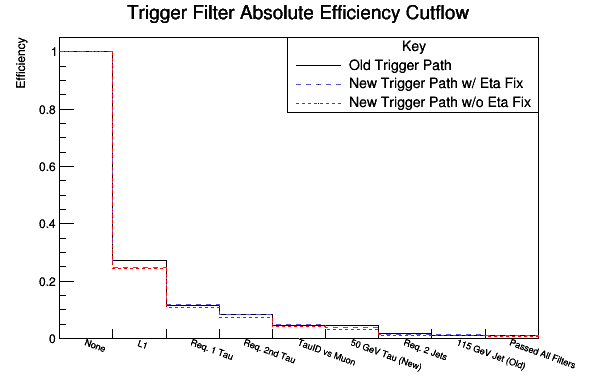 Trigger Filter Absolute Efficiency Cutflow
Efficiency
Key
Old Trigger Path
New Trigger Path w/ Eta Fix
New Trigger Path w/o Eta Fix
1
0.8
0.6
0.4
0.2
0
None
L1
Req. 1 Tau
Req. 2nd Tau
TauID vs Muon
50 GeV Tau (New)
Req. 2 Jets
115 GeV Jet (Old)
Passed All Filters